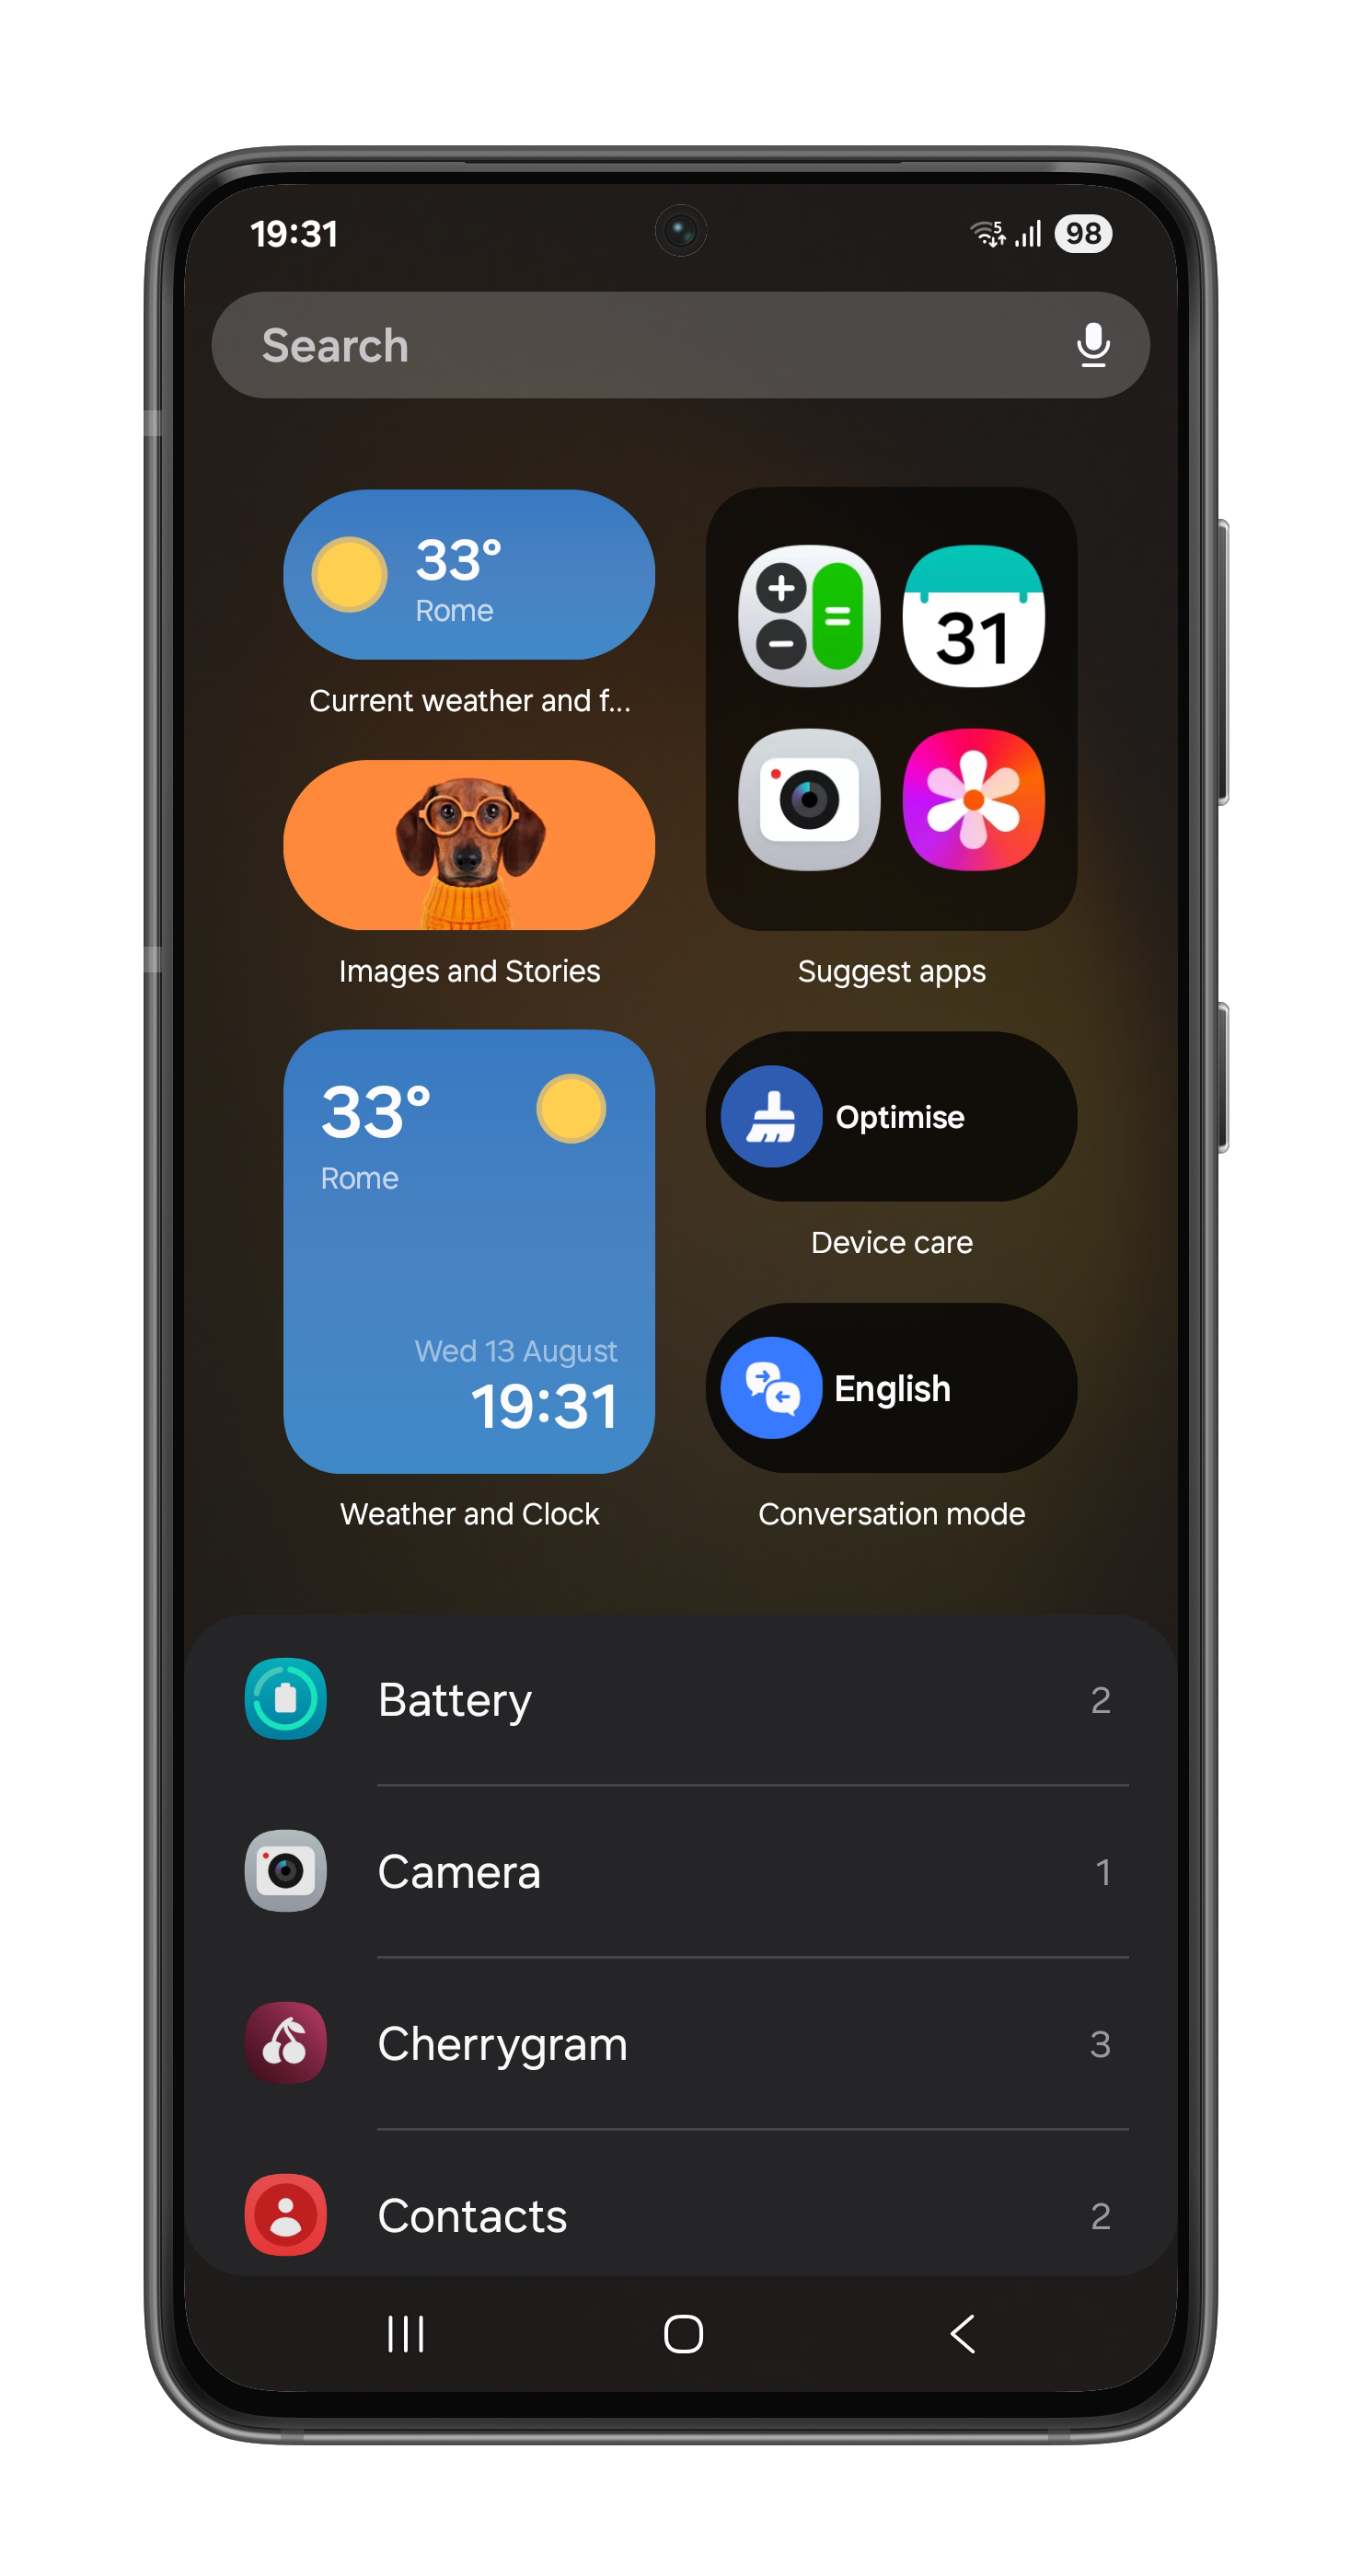 19:31
5
98
Search
33°
Rome
Current weather and f...
31
Images and Stories
Suggest apps
33°
Rome
Wed 13 August
19:31
Weather and Clock
Optimise
Device care
English
Conversation mode
Battery 2
Camera 1
Cherrygram 3
Contacts 2